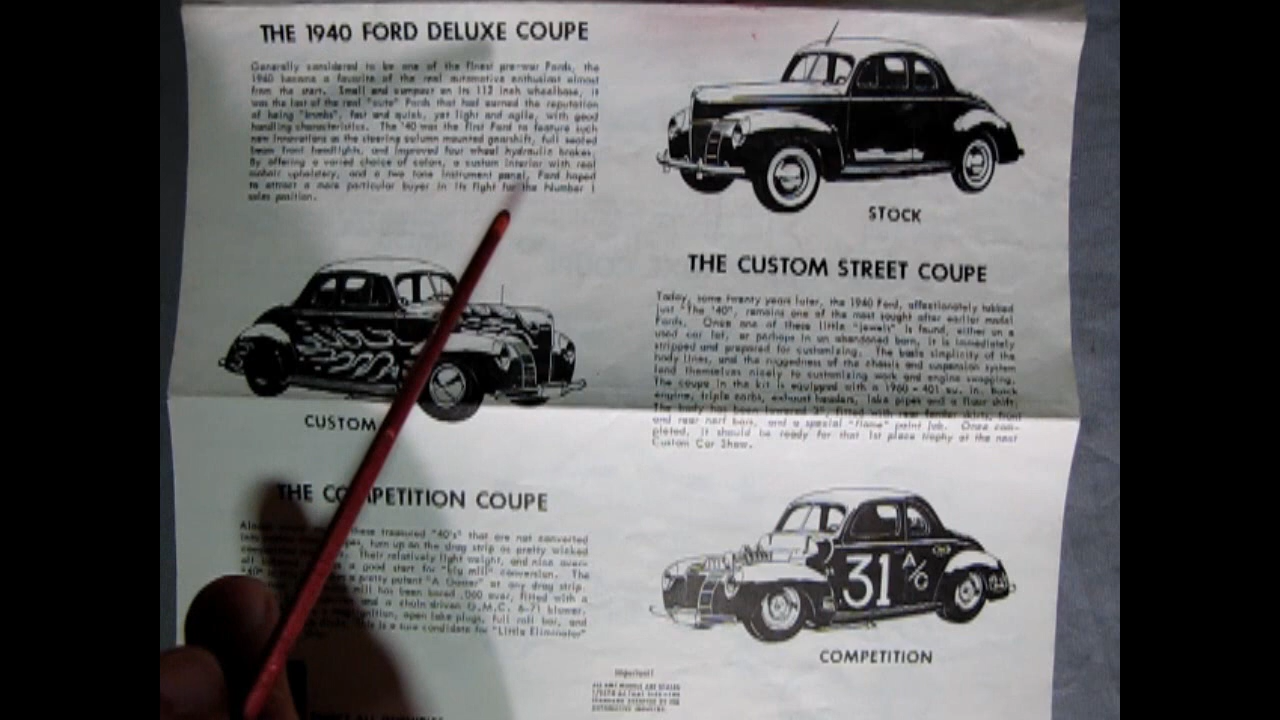 THE 1940 FORD DELUXE COUPE
Generally considered to be one of the finest pre-war Fords, the
1940 became a favorite of the real automotive enthusiast almost
from the start. Small and compact on its 112 inch wheelbase, it
was the last of the real "cute" Fords that had earned the reputation
of being "bombs", fast and quick, yet light and agile, with good
handling characteristics. The '40 was the first Ford to feature such
new innovations as the steering column mounted gearshift, full sealed
beam front headlights, and improved four wheel hydraulic brakes.
By offering a varied choice of colors, a custom interior with real
mohair upholstery, and a two tone instrument panel, Ford hoped
to attract a more particular buyer in its fight for the Number 1
sales position.
STOCK
THE CUSTOM STREET COUPE
Today, some twenty years later, the 1940 Ford, affectionately tabbed
just "The '40", remains one of the most sought after earlier model
Fords. Once one of these little "jewels" is found, either on a
used car lot, or perhaps in an abandoned barn, it is immediately
stripped and prepared for customizing. The basic simplicity of the
body lines, and the ruggedness of the chassis and suspension system
lend themselves nicely to customizing work and engine swapping.
The coupe in the kit is equipped with a 1960 - 401 cu. in. Buick
engine, triple carbs, exhaust headers, lake pipes and a floor shift.
The body has been lowered 3", fitted with rear fender skirts, front
and rear nerf bars, and a special "flame" paint job. Once com-
pleted, it should be ready for that 1st place trophy at the next
Custom Car Show.
CUSTOM
THE COMPETITION COUPE
these treasured "40's" that are not converted
turn up on the drag strip as pretty wicked
Their relatively light weight, and nice over-
a good start for "big mill" conversion. The
a pretty potent "A Gasser" at any drag strip.
mill has been bored .060 over, fitted with a
and a chain driven G.M.C. 6-71 blower.
ignition, open lake plugs, full roll bar, and
This is a sure candidate for "Little Eliminator"
31 A/G
COMPETITION
Important!